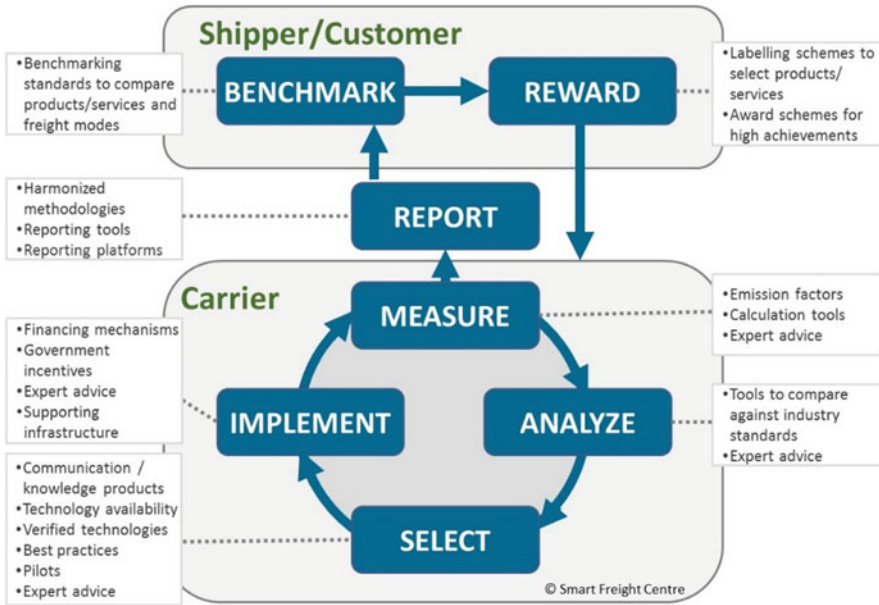 Shipper/Customer
•Benchmarking
standards to compare
products/services and
freight modes
BENCHMARK
REWARD
•Labelling schemes to
select products/
services
•Award schemes for
high achievements
•Harmonized
methodologies
•Reporting tools
•Reporting platforms
REPORT
Carrier
MEASURE
•Emission factors
•Calculation tools
•Expert advice
•Financing mechanisms
•Government
incentives
•Expert advice
•Supporting
infrastructure
IMPLEMENT
ANALYZE
•Tools to compare
against industry
standards
•Expert advice
•Communication /
knowledge products
•Technology availability
•Verified technologies
•Best practices
•Pilots
•Expert advice
SELECT
© Smart Freight Centre